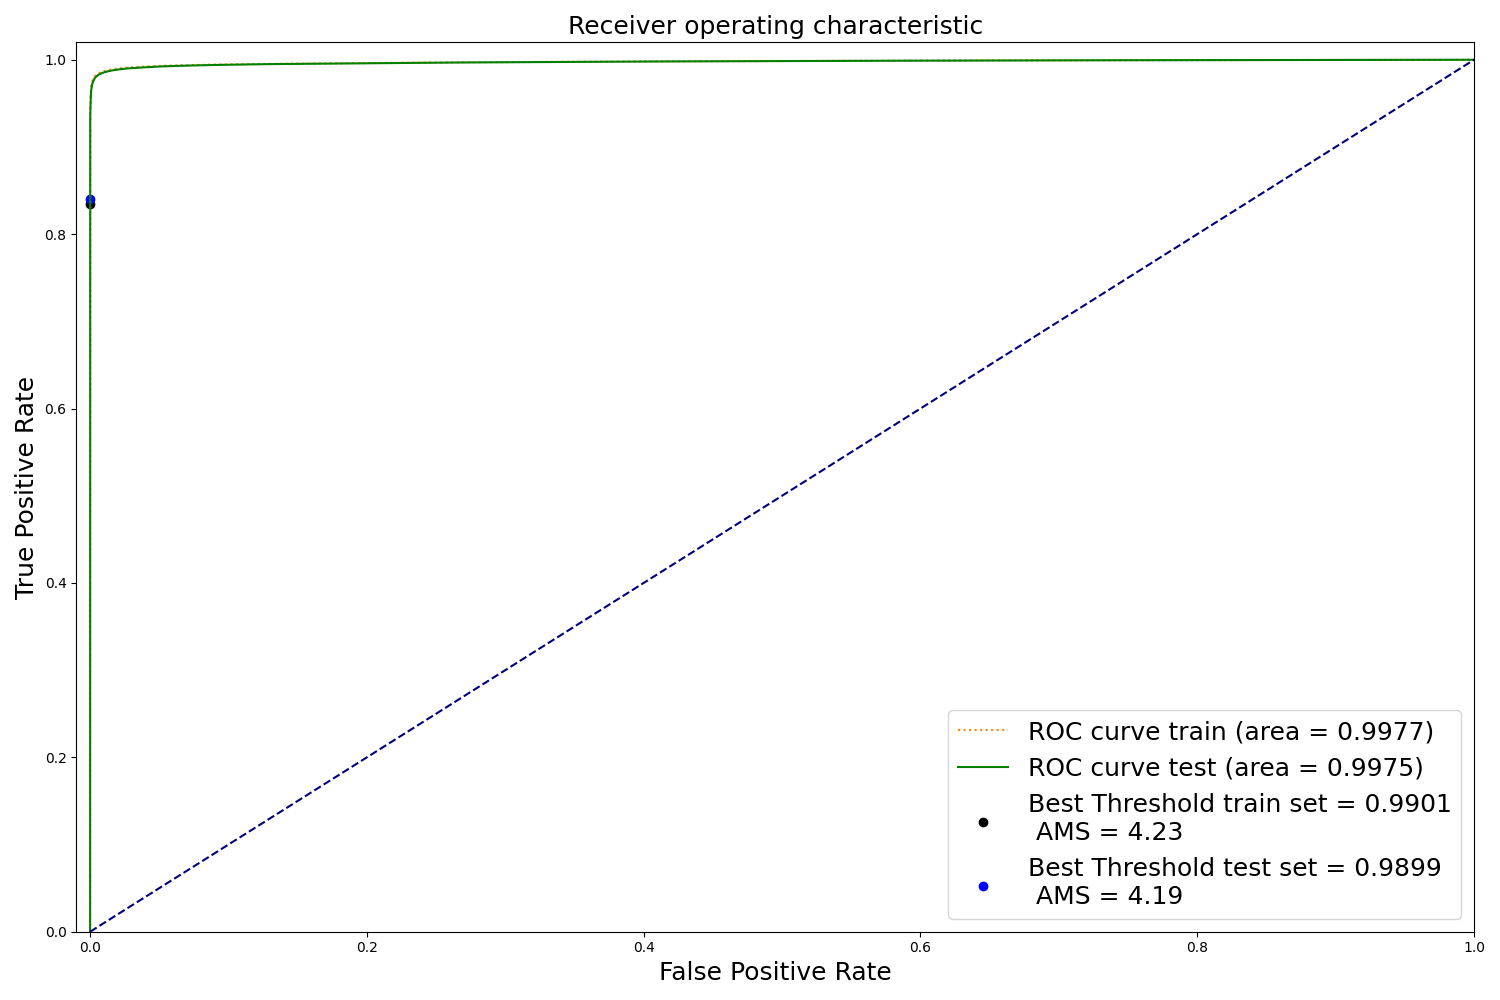 Receiver operating characteristic
1.0
0.8
0.6
0.4
0.2
0.0
True Positive Rate
0.0 0.2 0.4 0.6 0.8 1.0
False Positive Rate
ROC curve train (area = 0.9977)
ROC curve test (area = 0.9975)
Best Threshold train set = 0.9901
AMS = 4.23
Best Threshold test set = 0.9899
AMS = 4.19